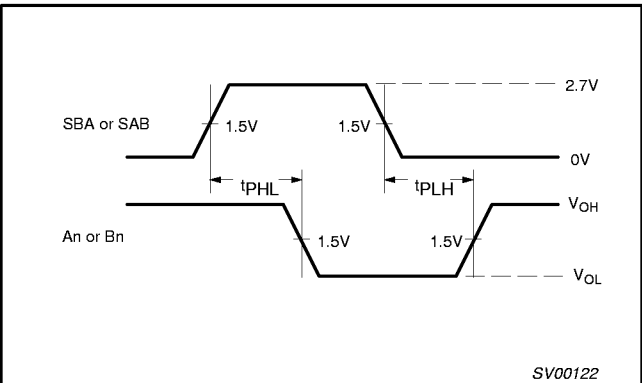 2.7V
SBA or SAB
1.5V
1.5V
0V
tPHL
tPLH
VOH
An or Bn
1.5V
1.5V
VOL
SV00122